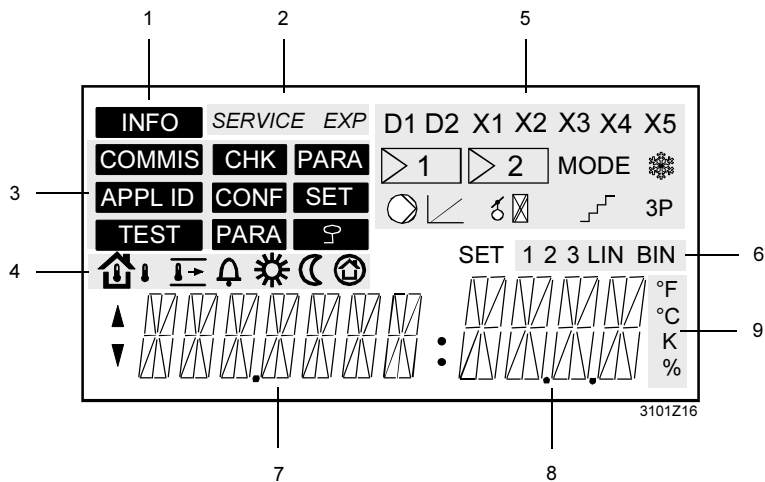 1 2 5
INFO SERVICE EXP D1 D2 X1 X2 X3 X4 X5
COMMIS CHK PARA 1 2 MODE
3
APPL ID CONF SET
TEST PARA 3P
4 SET 1 2 3 LIN BIN 6
°F
°C
K 9
%
3101Z16
7 8